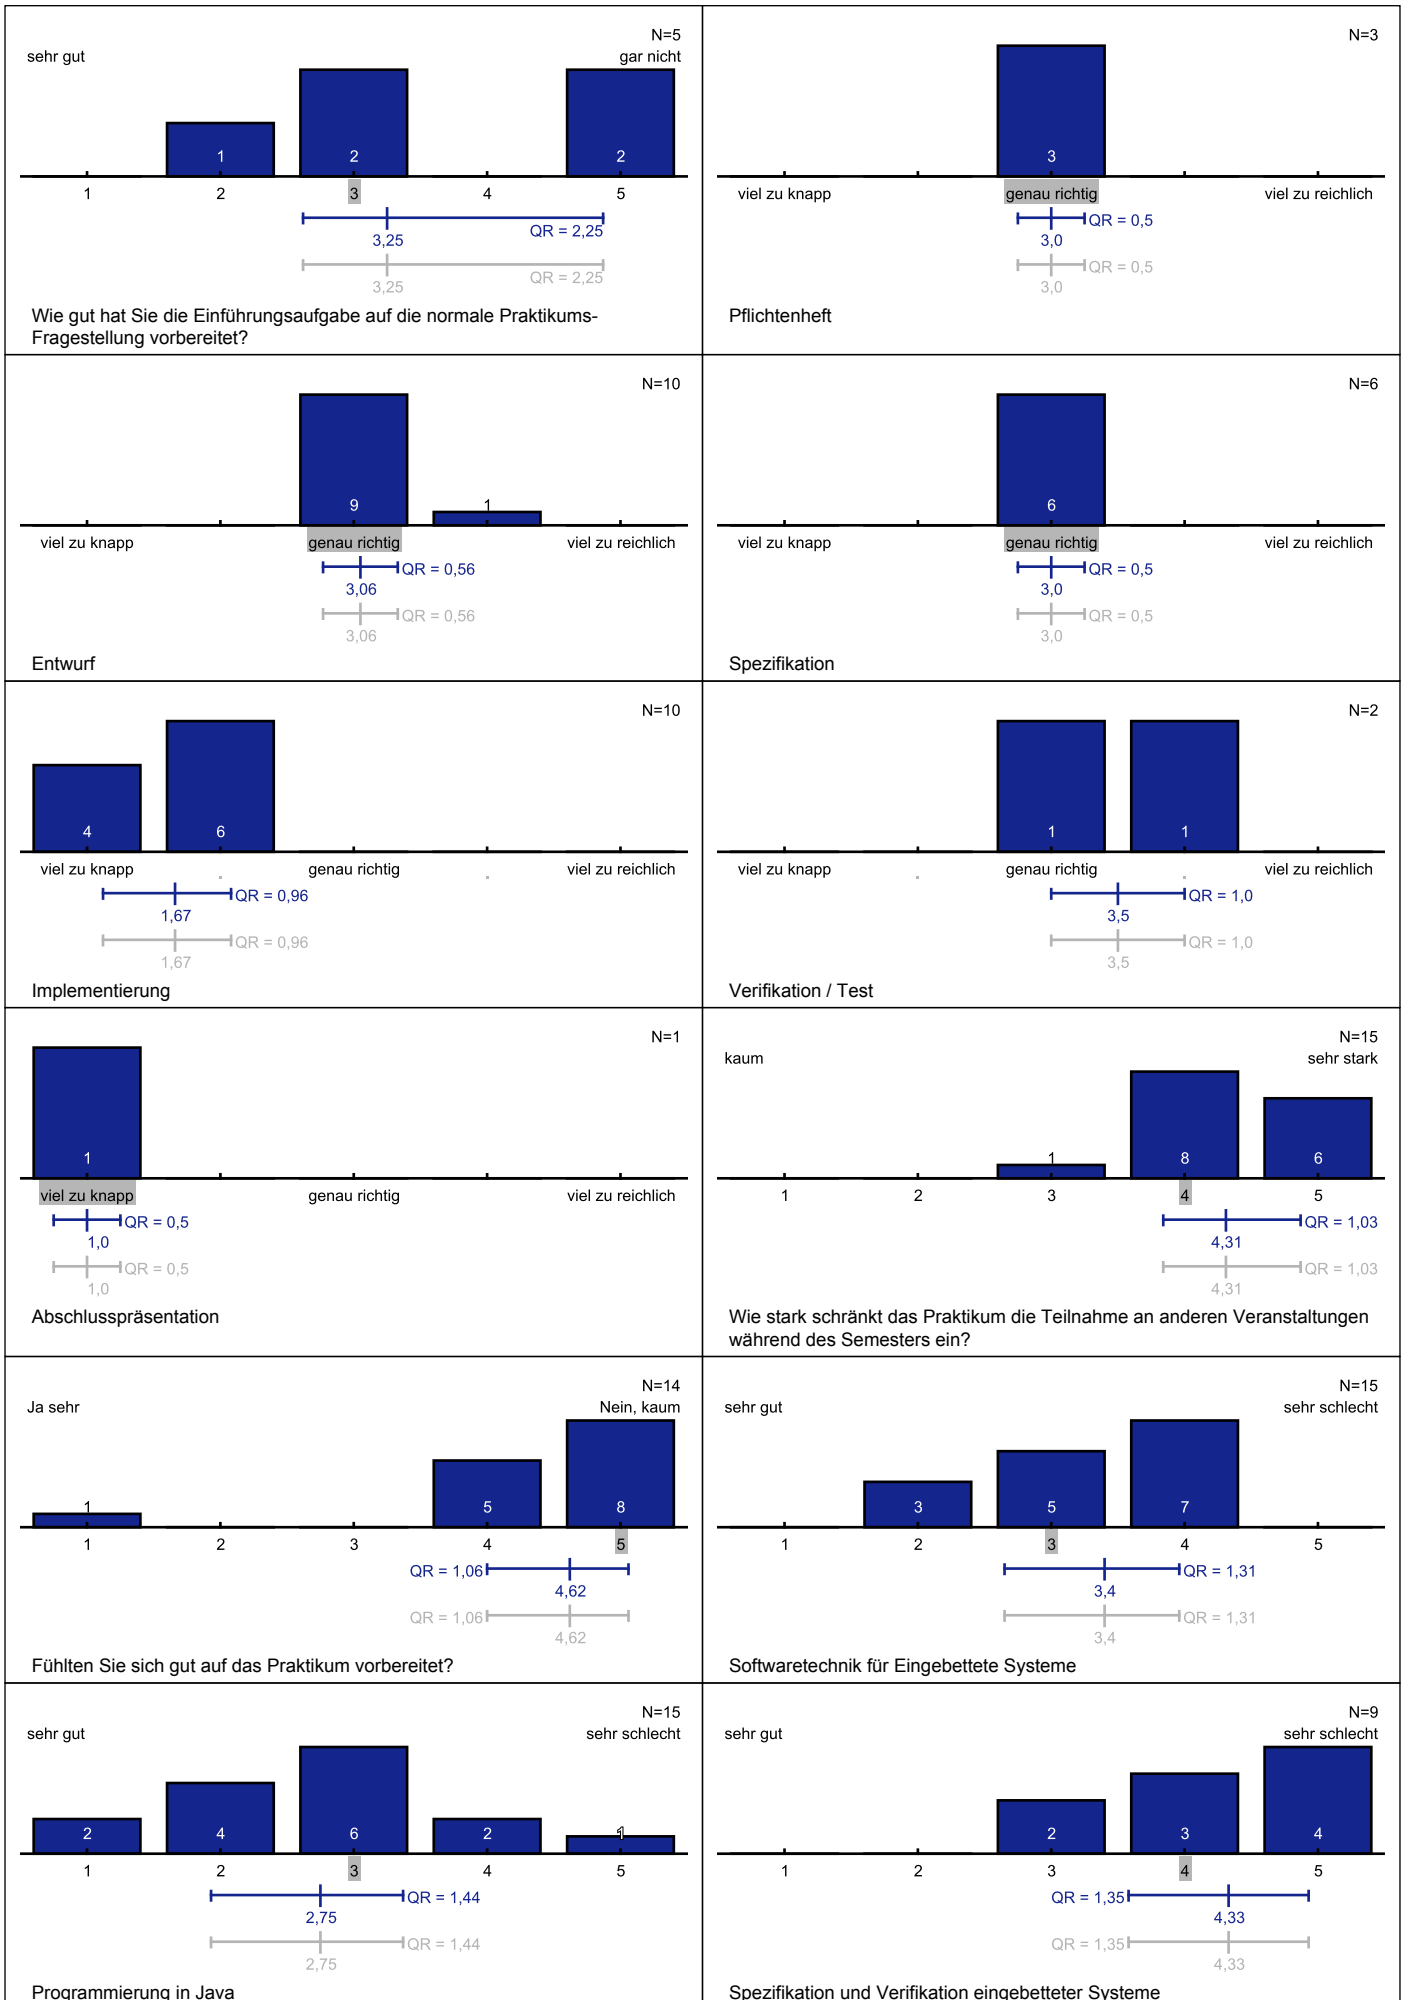 N=5
sehr gut
gar nicht
1
2
2
1
2
3
4
5
3,25
QR = 2,25
3,25
QR = 2,25
Wie gut hat Sie die Einführungsaufgabe auf die normale Praktikums-
Fragestellung vorbereitet?
N=3
3
viel zu knapp
genau richtig
viel zu reichlich
QR = 0,5
3,0
QR = 0,5
3,0
Pflichtenheft
N=10
9
1
viel zu knapp
genau richtig
viel zu reichlich
QR = 0,56
3,06
QR = 0,56
3,06
Entwurf
N=6
6
viel zu knapp
genau richtig
viel zu reichlich
QR = 0,5
3,0
QR = 0,5
3,0
Spezifikation
N=10
4
6
viel zu knapp
genau richtig
viel zu reichlich
QR = 0,96
1,67
QR = 0,96
1,67
Implementierung
N=2
1
1
viel zu knapp
genau richtig
viel zu reichlich
QR = 1,0
3,5
QR = 1,0
3,5
Verifikation / Test
N=1
1
viel zu knapp
genau richtig
viel zu reichlich
QR = 0,5
1,0
QR = 0,5
1,0
Abschlusspräsentation
N=15
kaum
sehr stark
1
8
6
1
2
3
4
5
QR = 1,03
4,31
QR = 1,03
4,31
Wie stark schränkt das Praktikum die Teilnahme an anderen Veranstaltungen
während des Semesters ein?
N=14
Ja sehr
Nein, kaum
1
5
8
1
2
3
4
5
QR = 1,06
4,62
QR = 1,06
4,62
Fühlten Sie sich gut auf das Praktikum vorbereitet?
N=15
sehr gut
sehr schlecht
3
5
7
1
2
3
4
5
QR = 1,31
3,4
QR = 1,31
3,4
Softwaretechnik für Eingebettete Systeme
N=15
sehr gut
sehr schlecht
2
4
6
2
1
1
2
3
4
5
QR = 1,44
2,75
QR = 1,44
2,75
Programmierung in Java
N=9
sehr gut
sehr schlecht
2
3
4
1
2
3
4
5
QR = 1,35
4,33
QR = 1,35
4,33
Spezifikation und Verifikation eingebetteter Systeme